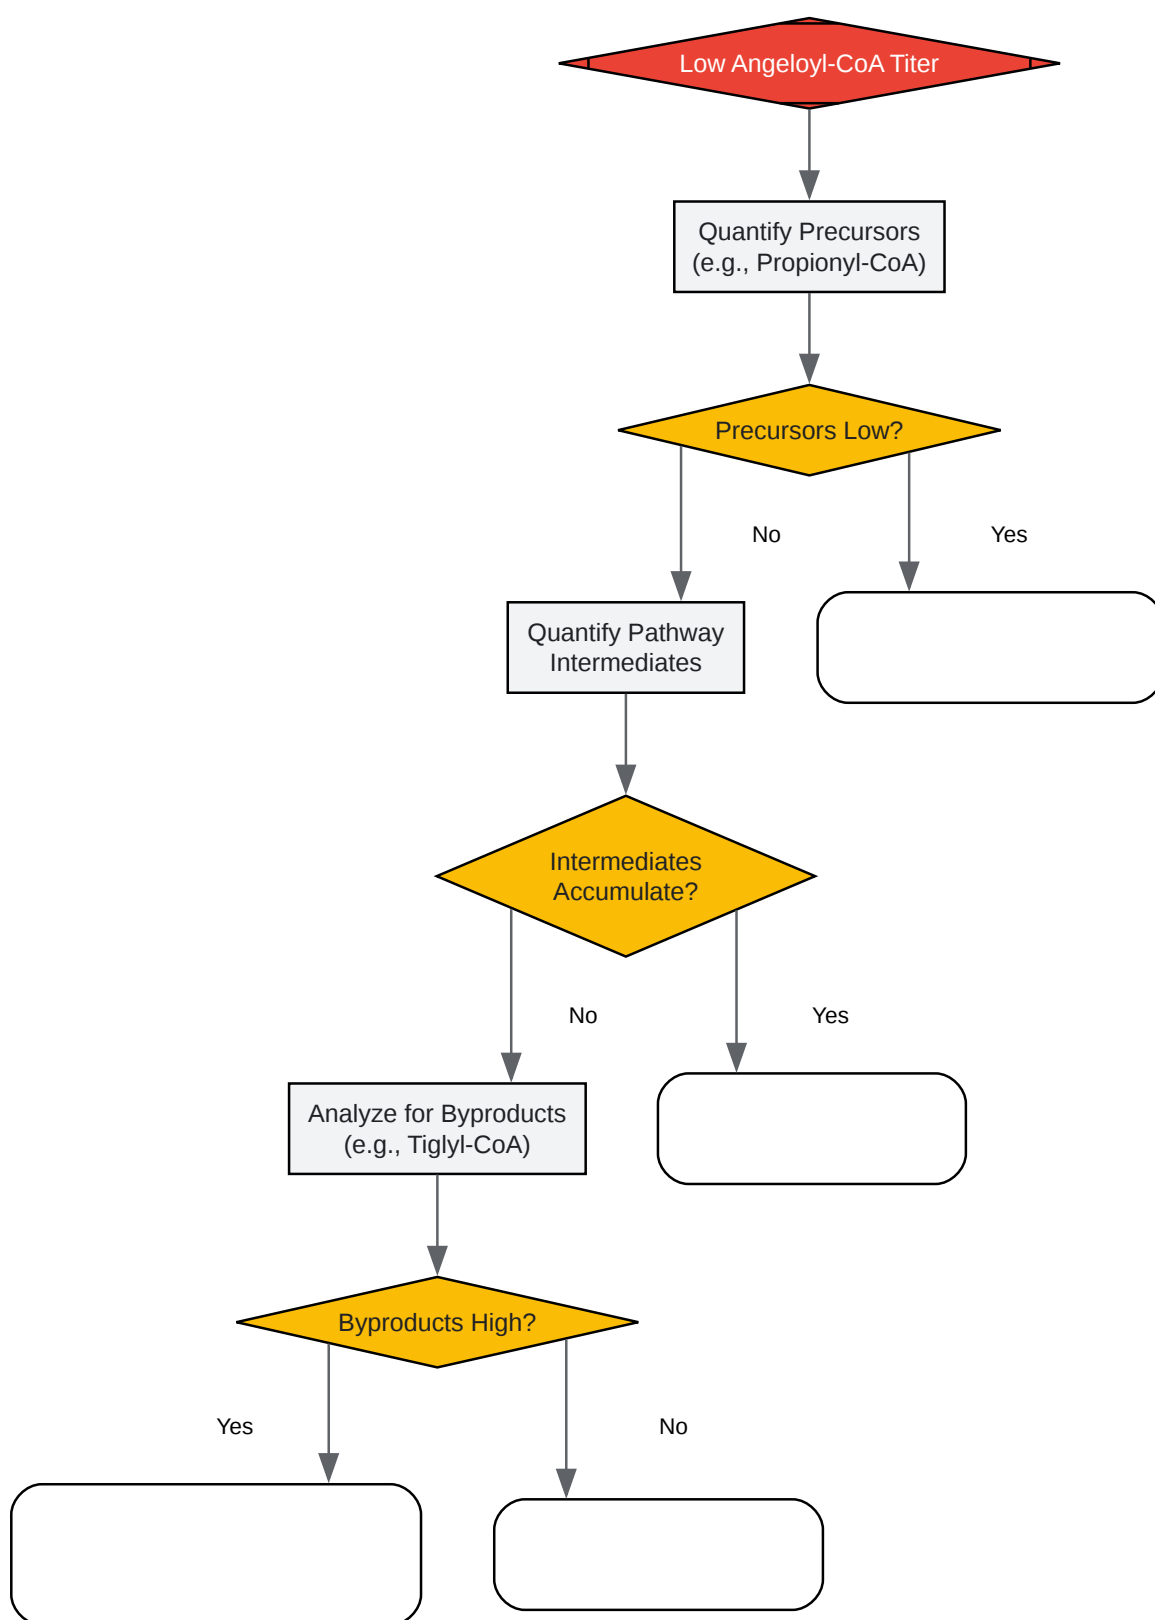 Low Angeloyl-CoA Titer
Quantify Precursors
(e.g., Propionyl-CoA)
Precursors Low?
No
Yes
Quantify Pathway
Intermediates
Intermediates
Accumulate?
No
Yes
Analyze for Byproducts
(e.g., Tiglyl-CoA)
Byproducts High?
Yes
No